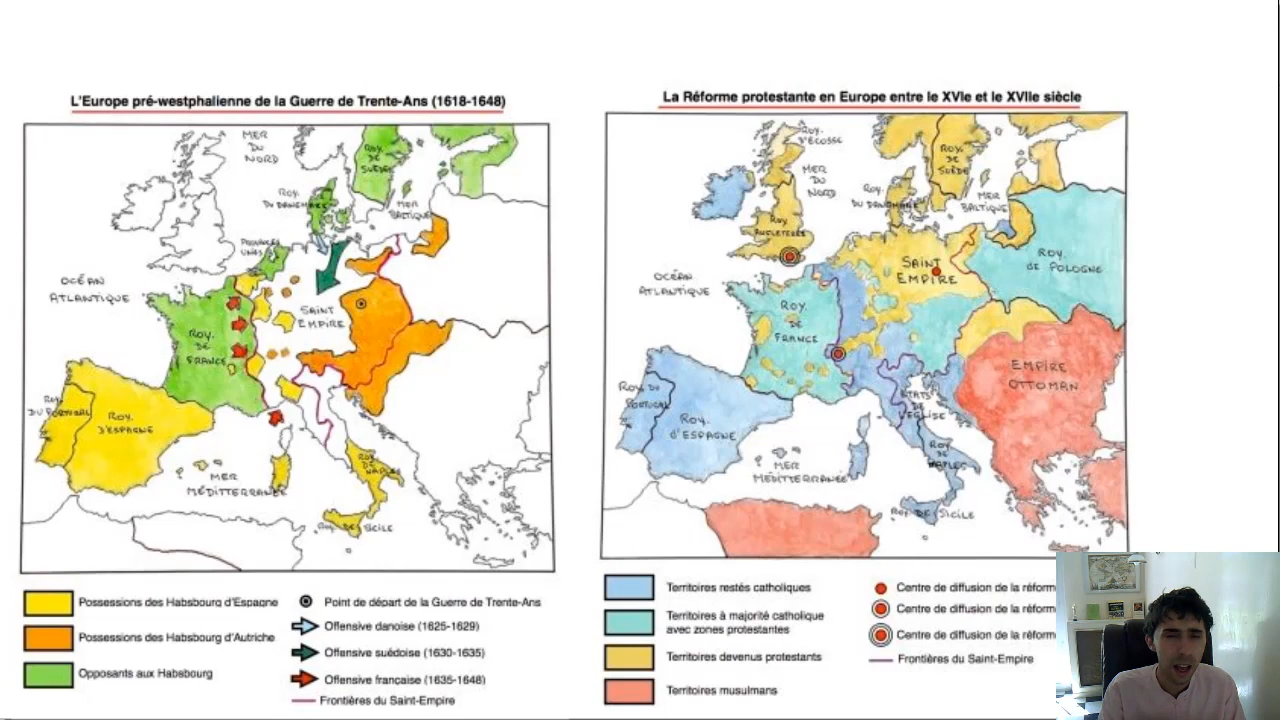 L'Europe pré-westphalienne de la Guerre de Trente-Ans (1618-1648)
MER
DU
NORD
ROY.
DE
SUÈDE
ROY.
DU DANEMARK
MER
BALTIQUE
PROVINCES
UNIES
OCÉAN
ATLANTIQUE
SAINT
EMPIRE
ROY.
DE
FRANCE
ROY.
DU PORTUGAL
ROY.
D'ESPAGNE
MER
MÉDITERRANÉE
ROY.
DE
NAPLES
ROY. DE SICILE
Possessions des Habsbourg d'Espagne
Possessions des Habsbourg d'Autriche
Opposants aux Habsbourg
Point de départ de la Guerre de Trente-Ans
Offensive danoise (1625-1629)
Offensive suédoise (1630-1635)
Offensive française (1635-1648)
Frontières du Saint-Empire
La Réforme protestante en Europe entre le XVIe et le XVIIe siècle
ROY.
D'ÉCOSSE
MER
DU
NORD
ROY.
DE
SUÈDE
ROY.
DU DANEMARK
MER
BALTIQUE
ROY.
ANGLETERRE
OCÉAN
ATLANTIQUE
SAINT
EMPIRE
ROY.
DE POLOGNE
ROY.
DE
FRANCE
EMPIRE
OTTOMAN
ROY. DU
PORTUGAL
ROY.
d'ESPAGNE
ÉTATS
DE
L'ÉGLISE
ROY.
DE
NAPLES
MER
MÉDITERRANÉE
ROY. DE SICILE
Territoires restés catholiques
Territoires à majorité catholique
avec zones protestantes
Territoires devenus protestants
Territoires musulmans
Centre de diffusion de la réform
Centre de diffusion de la réform
Centre de diffusion de la réform
Frontières du Saint-Empire